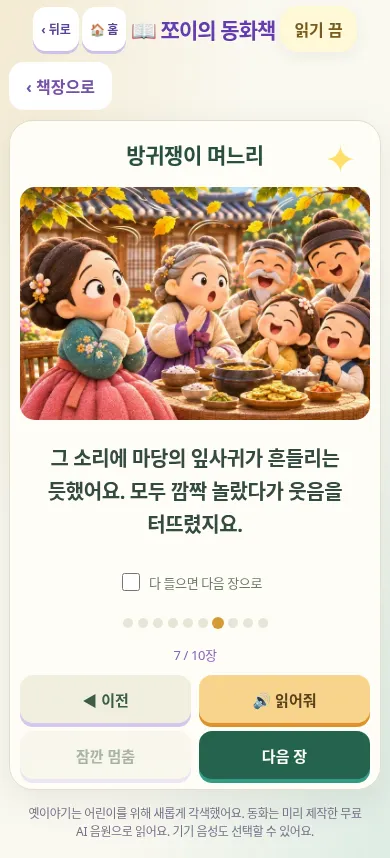 ‹ 뒤로
🏠 홈
📖 쪼이의 동화책
읽기 끔
‹ 책장으로
방귀쟁이 며느리
그 소리에 마당의 잎사귀가 흔들리는
듯했어요. 모두 깜짝 놀랐다가 웃음을
터뜨렸지요.
다 들으면 다음 장으로
7 / 10장
◀ 이전
🔊 읽어줘
잠깐 멈춤
다음 장
옛이야기는 어린이를 위해 새롭게 각색했어요. 동화는 미리 제작한 무료
AI 음원으로 읽어요. 기기 음성도 선택할 수 있어요.